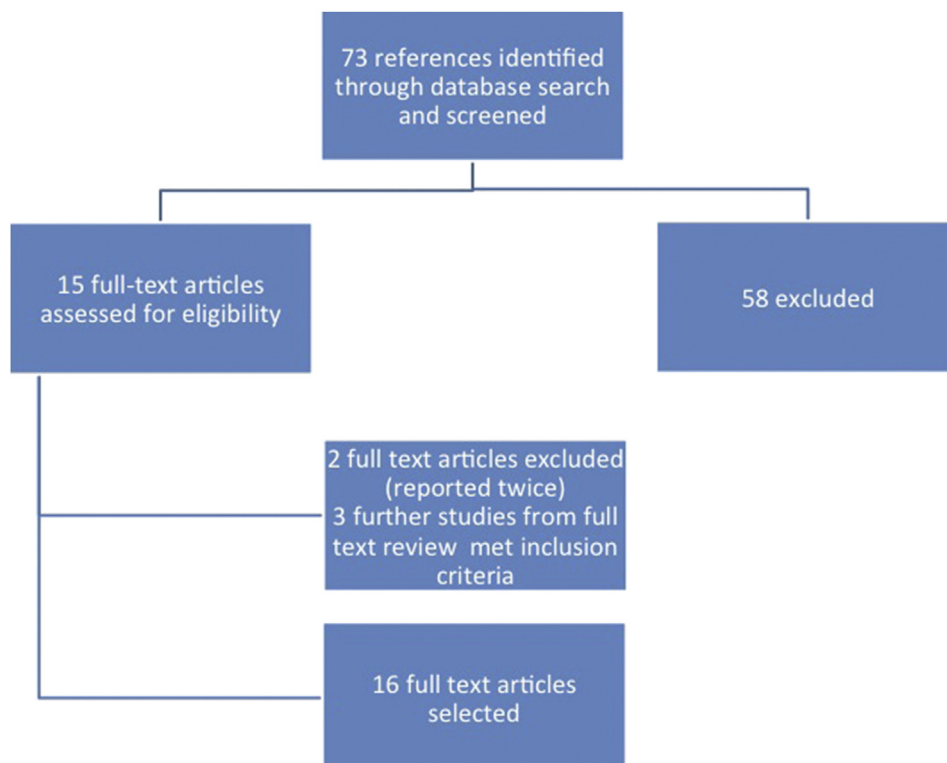 73 references identified
through database search
and screened
15 full-text articles
assessed for eligibility
58 excluded
2 full text articles excluded
(reported twice)
3 further studies from full
text review  met inclusion
criteria
16 full text articles
selected